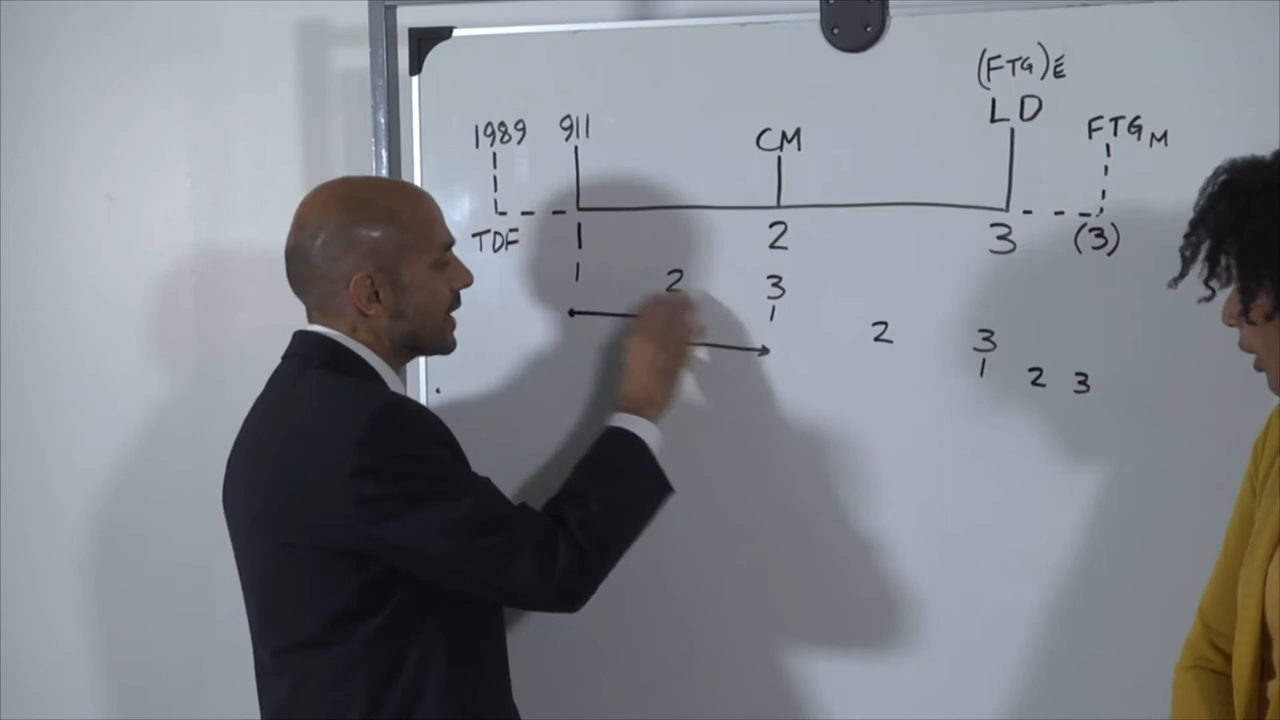 (FTG)E
LD
1989 911 CM FTGM
TDF 1 2 3 (3)
1 2 3
1 2 3
1 2 3